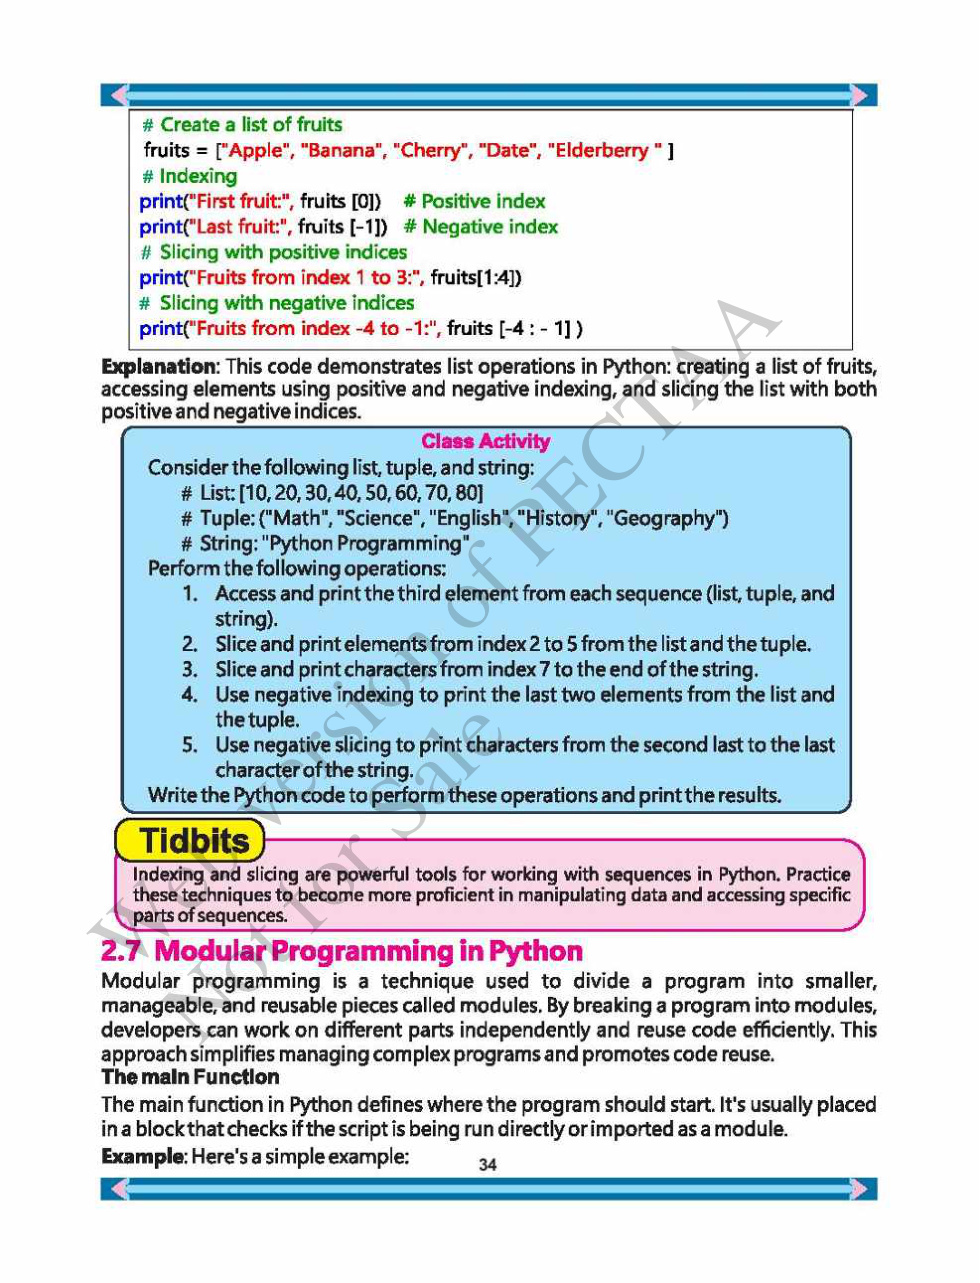 # Create a list of fruits
fruits = ["Apple", "Banana", "Cherry", "Date", "Elderberry " ]
# Indexing
print("First fruit:", fruits [0]) # Positive index
print("Last fruit:", fruits [-1]) # Negative index
# Slicing with positive indices
print("Fruits from index 1 to 3:", fruits[1:4])
# Slicing with negative indices
print("Fruits from index -4 to -1:", fruits [-4 : - 1] )
Explanation: This code demonstrates list operations in Python: creating a list of fruits,
accessing elements using positive and negative indexing, and slicing the list with both
positive and negative indices.
Class Activity
Consider the following list, tuple, and string:
# List: [10, 20, 30, 40, 50, 60, 70, 80]
# Tuple: ("Math", "Science", "English", "History", "Geography")
# String: "Python Programming"
Perform the following operations:
1. Access and print the third element from each sequence (list, tuple, and
string).
2. Slice and print elements from index 2 to 5 from the list and the tuple.
3. Slice and print characters from index 7 to the end of the string.
4. Use negative indexing to print the last two elements from the list and
the tuple.
5. Use negative slicing to print characters from the second last to the last
character of the string.
Write the Python code to perform these operations and print the results.
Tidbits
Indexing and slicing are powerful tools for working with sequences in Python. Practice
these techniques to become more proficient in manipulating data and accessing specific
parts of sequences.
2.7 Modular Programming in Python
Modular programming is a technique used to divide a program into smaller,
manageable, and reusable pieces called modules. By breaking a program into modules,
developers can work on different parts independently and reuse code efficiently. This
approach simplifies managing complex programs and promotes code reuse.
The main Function
The main function in Python defines where the program should start. It's usually placed
in a block that checks if the script is being run directly or imported as a module.
Example: Here's a simple example:
34
Web version of PECTAA
Not for Sale